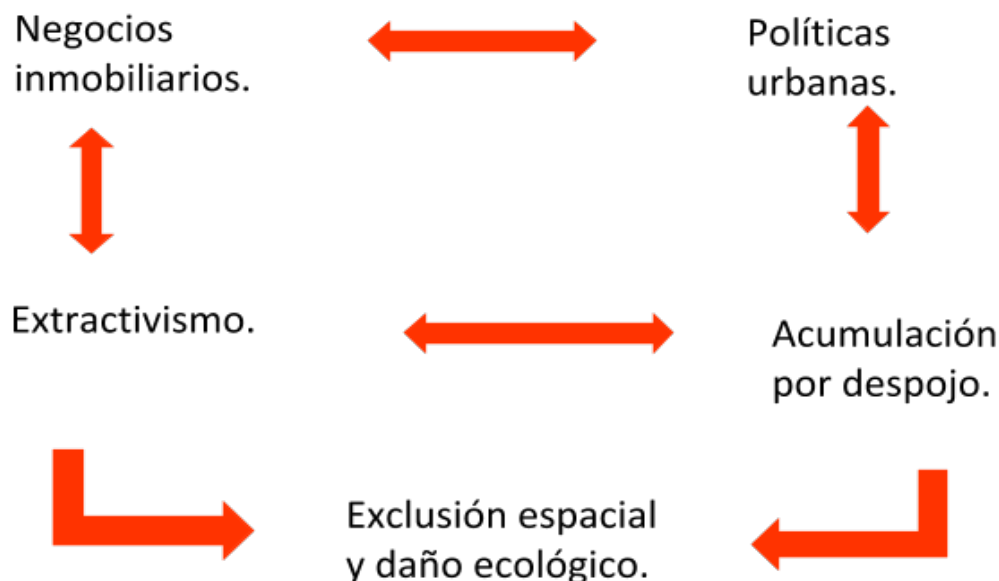 Negocios
inmobiliarios.
Políticas
urbanas.
Extractivismo.
Acumulación
por despojo.
Exclusión espacial
y daño ecológico.